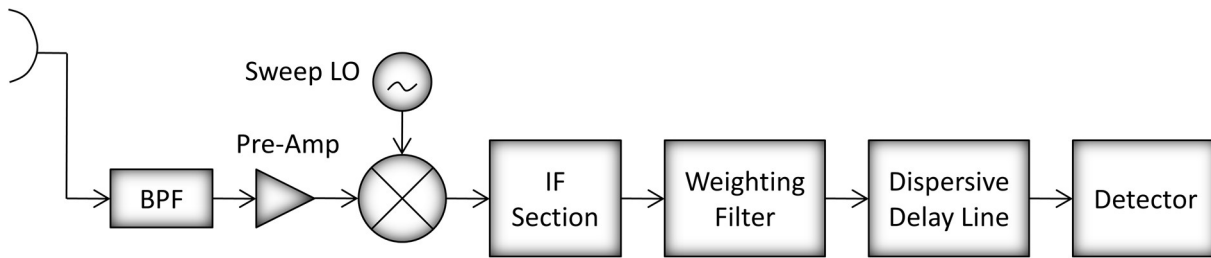 Sweep LO
Pre-Amp
BPF
IF
Section
Weighting
Filter
Dispersive
Delay Line
Detector